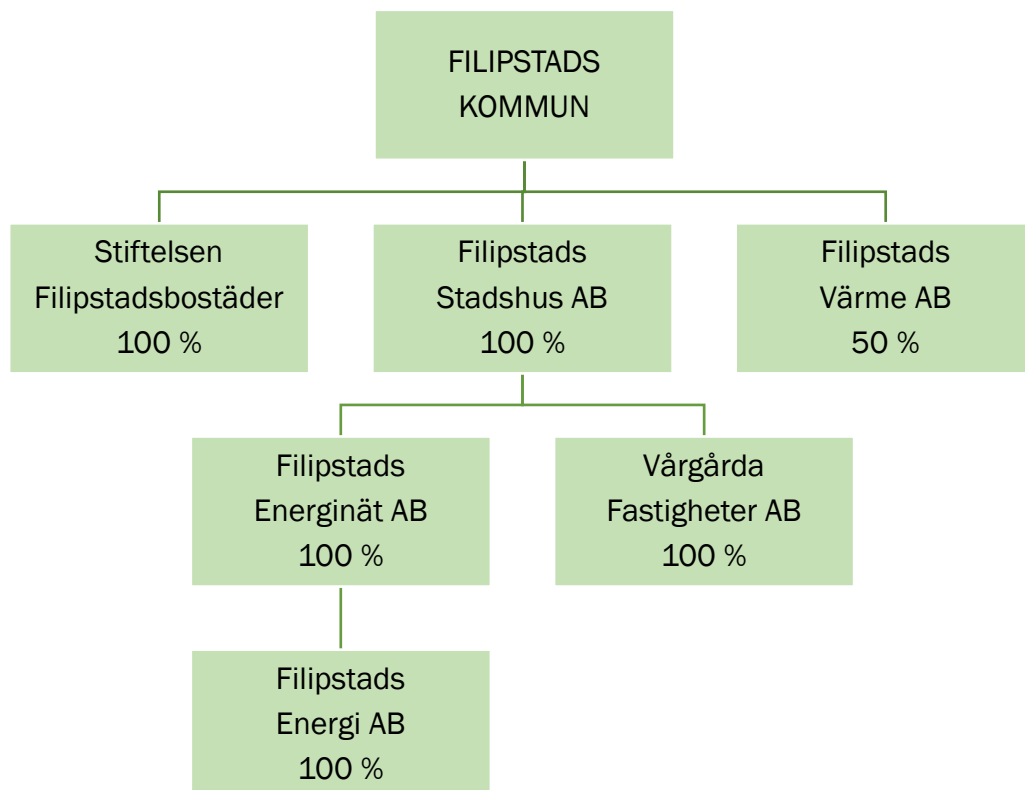 FILIPSTADS
KOMMUN
Stiftelsen
Filipstadsbostäder
100 %
Filipstads
Stadshus AB
100 %
Filipstads
Värme AB
50 %
Filipstads
Energinät AB
100 %
Vårgårda
Fastigheter AB
100 %
Filipstads
Energi AB
100 %